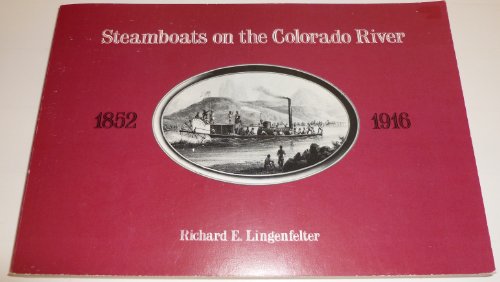 Steamboats on the Colorado River
1852 1916
Richard E. Lingenfelter